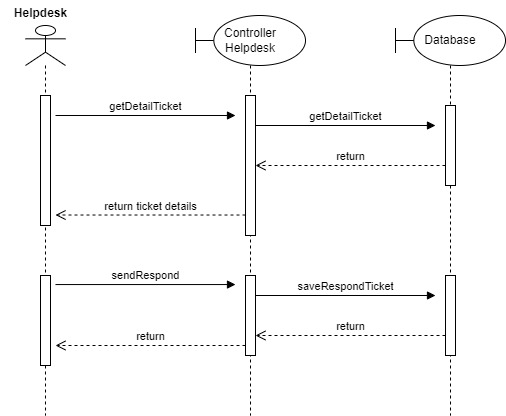 Helpdesk
Controller
Helpdesk
Database
getDetailTicket
getDetailTicket
return
return ticket details
sendRespond
saveRespondTicket
return
return